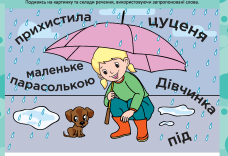 Подивись на картинку та склади речення, використовуючи запропоновані слова.
прихистила
цуценя
маленьке
парасолькою
Дівчинка
під